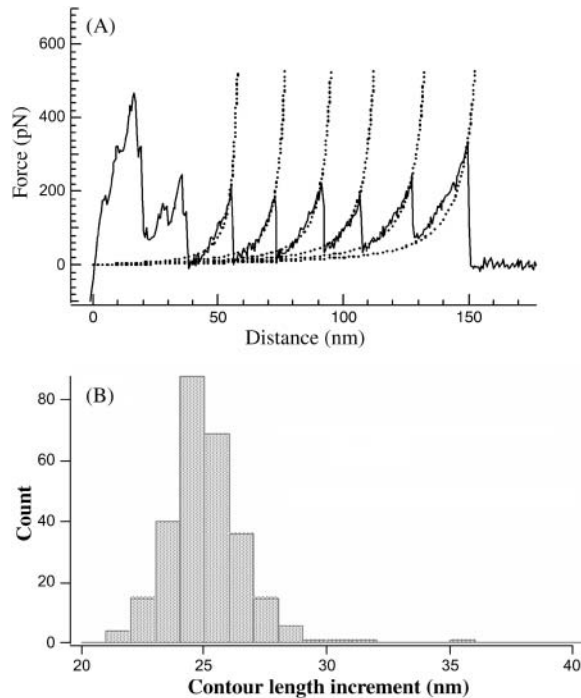 (A)
600
400
200
0
Force (pN)
0 50 100 150
Distance (nm)
(B)
80
60
40
20
0
Count
20 25 30 35 40
Contour length increment (nm)